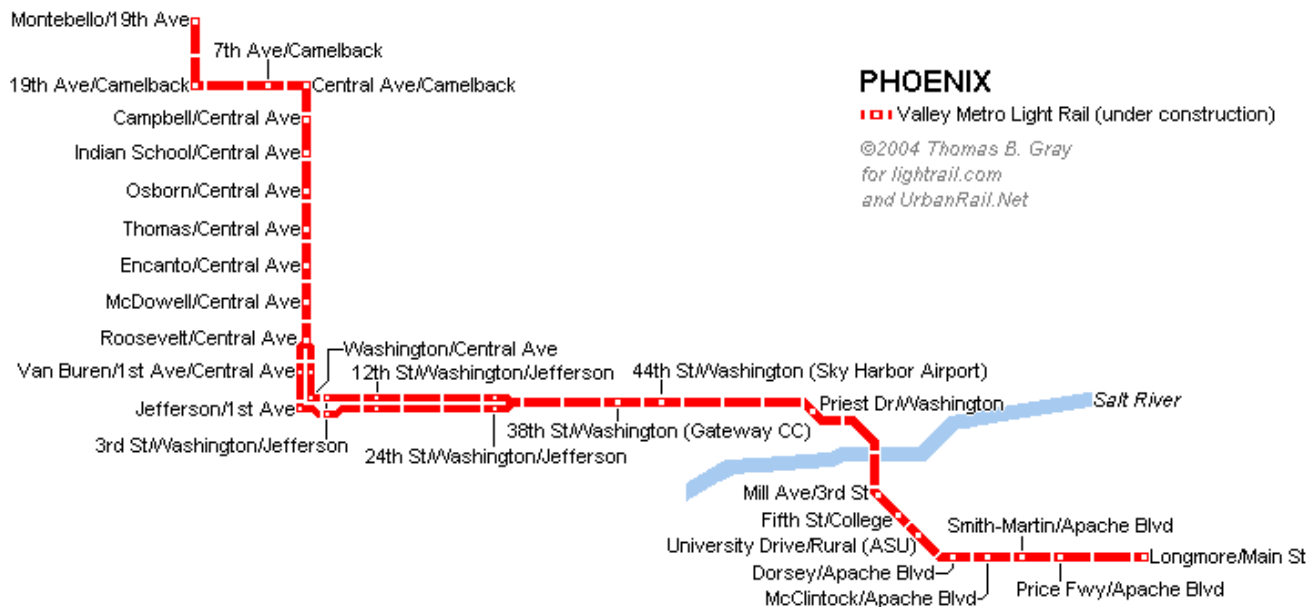 Montebello/19th Ave
7th Ave/Camelback
19th Ave/Camelback
Central Ave/Camelback
PHOENIX
Valley Metro Light Rail (under construction)
©2004 Thomas B. Gray
for lightrail.com
and UrbanRail.Net
Campbell/Central Ave
Indian School/Central Ave
Osborn/Central Ave
Thomas/Central Ave
Encanto/Central Ave
McDowell/Central Ave
Roosevelt/Central Ave
Washington/Central Ave
Van Buren/1st Ave/Central Ave
12th St/Washington/Jefferson
44th St/Washington (Sky Harbor Airport)
Jefferson/1st Ave
Priest Dr/Washington
Salt River
3rd St/Washington/Jefferson
38th St/Washington (Gateway CC)
24th St/Washington/Jefferson
Mill Ave/3rd St
Fifth St/College
Smith-Martin/Apache Blvd
University Drive/Rural (ASU)
Longmore/Main St
Dorsey/Apache Blvd
Price Fwy/Apache Blvd
McClintock/Apache Blvd